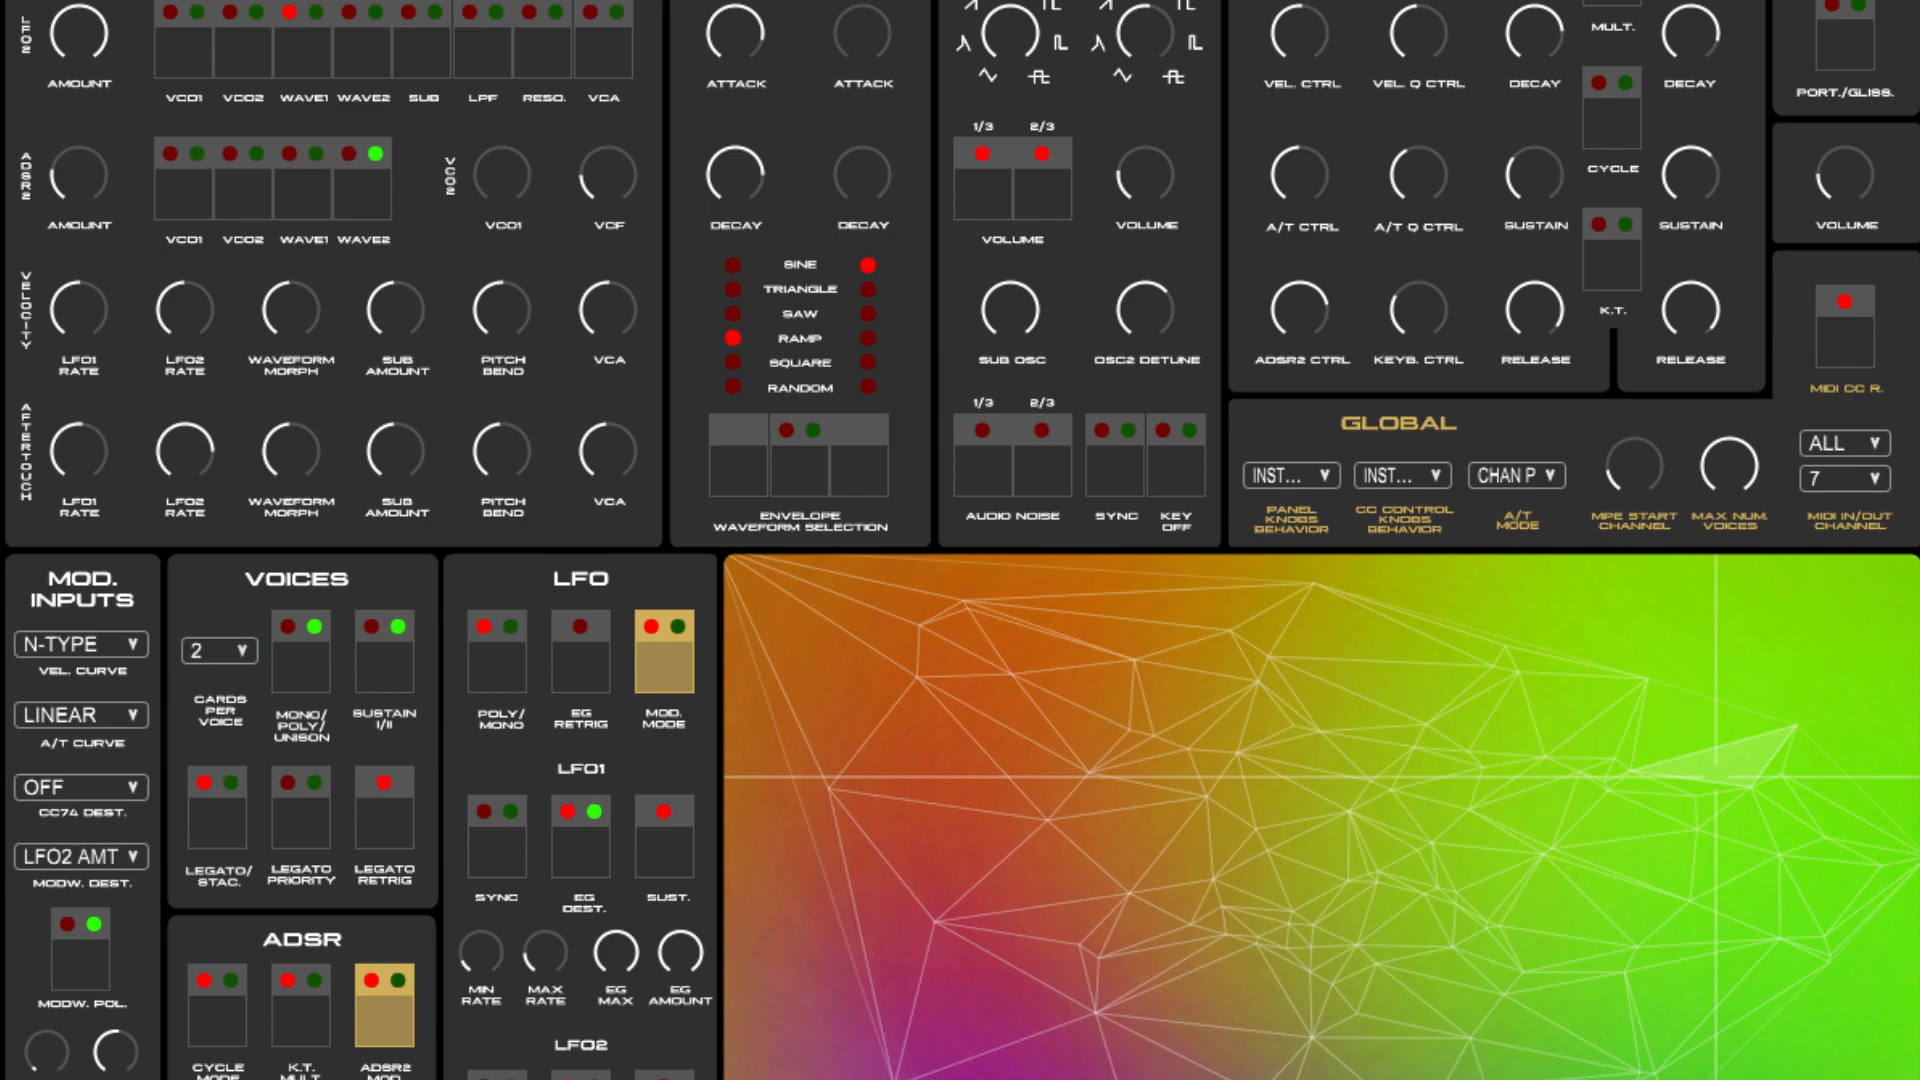 LFO2
AMOUNT
VCO1 VCO2 WAVE1 WAVE2 SUB LPF RESO. VCA
ATTACK ATTACK
VEL. CTRL VEL. Q CTRL DECAY
MULT.
DECAY
PORT./GLISS.
ADSR2
AMOUNT
VCO1 VCO2 WAVE1 WAVE2
VCO2
VCO1 VCF
DECAY DECAY
1/3 2/3
VOLUME
VOLUME
A/T CTRL A/T Q CTRL SUSTAIN
CYCLE
SUSTAIN
VOLUME
VELOCITY
LFO1 RATE
LFO2 RATE
WAVEFORM MORPH
SUB AMOUNT
PITCH BEND
VCA
SINE
TRIANGLE
SAW
RAMP
SQUARE
RANDOM
SUB OSC OSC2 DETUNE
ADSR2 CTRL KEYB. CTRL RELEASE
K.T.
RELEASE
MIDI CC R.
AFTERTOUCH
LFO1 RATE
LFO2 RATE
WAVEFORM MORPH
SUB AMOUNT
PITCH BEND
VCA
ENVELOPE
WAVEFORM SELECTION
1/3 2/3
AUDIO NOISE
SYNC
KEY
OFF
GLOBAL
INST... INST... CHAN P
PANEL
KNOBS
BEHAVIOR
CC CONTROL
KNOBS
BEHAVIOR
A/T
MODE
MPE START
CHANNEL
MAX NUM.
VOICES
ALL
7
MIDI IN/OUT
CHANNEL
MOD.
INPUTS
N-TYPE
VEL. CURVE
LINEAR
A/T CURVE
OFF
CC74 DEST.
LFO2 AMT
MODW. DEST.
MODW. POL.
VOICES
2
CARDS
PER
VOICE
MONO/
POLY/
UNISON
SUSTAIN
I/II
LEGATO/
STAC.
LEGATO
PRIORITY
LEGATO
RETRIG
ADSR
CYCLE
MODE
K.T.
MULT.
ADSR2
MOD.
LFO
POLY/
MONO
EG
RETRIG
MOD.
MODE
LFO1
SYNC
EG
DEST.
SUST.
MIN
RATE
MAX
RATE
EG
MAX
EG
AMOUNT
LFO2